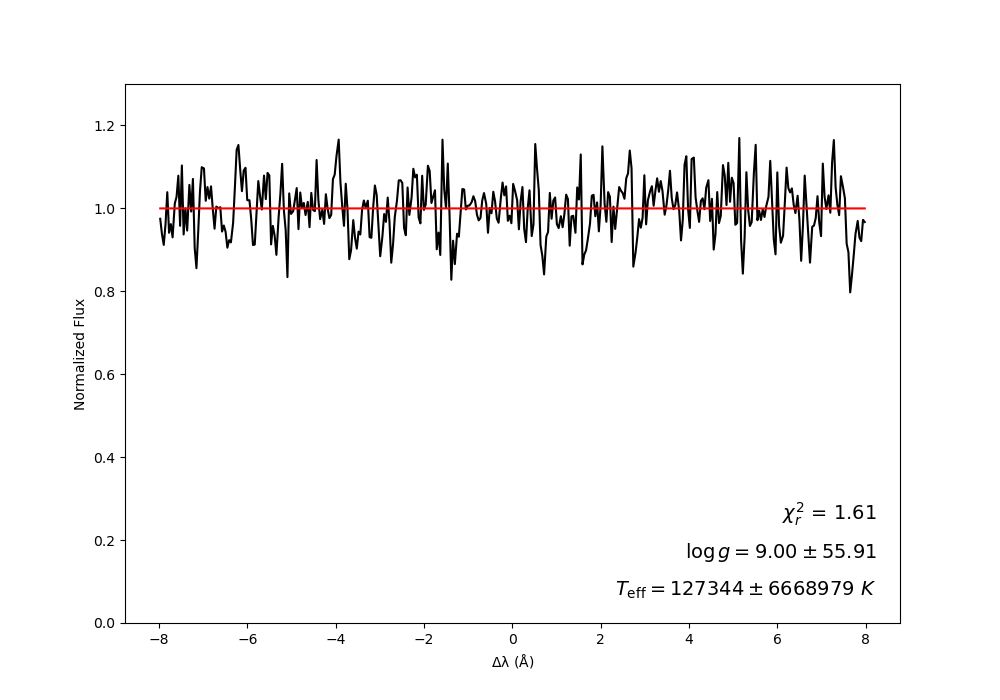 1.2
1.0
0.8
0.6
0.4
0.2
0.0
Normalized Flux
χ²ᵣ = 1.61
log g = 9.00 ± 55.91
T_eff = 127344 ± 6668979 K
−8 −6 −4 −2 0 2 4 6 8
Δλ (Å)